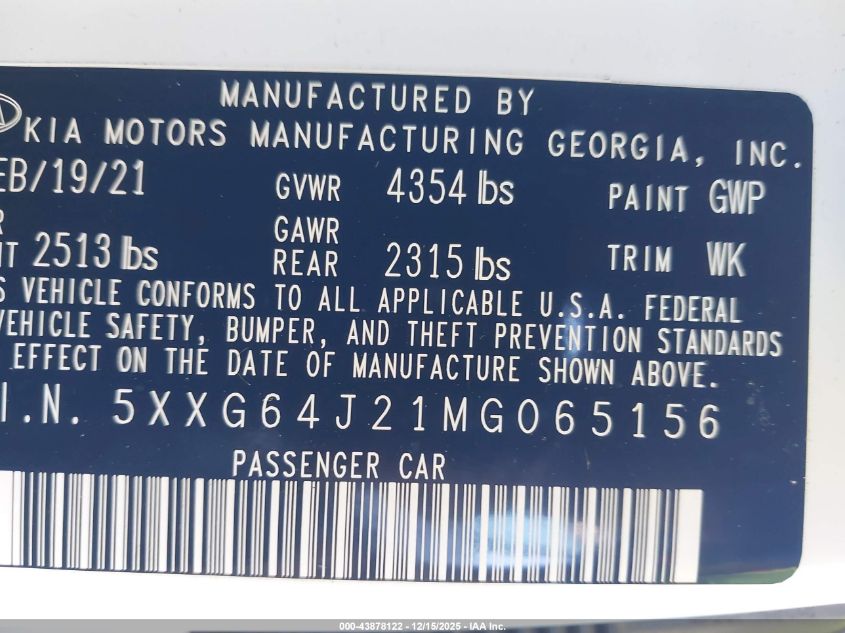 MANUFACTURED BY
KIA MOTORS MANUFACTURING GEORGIA, INC.
EB/19/21 GVWR 4354 lbs PAINT GWP
R GAWR
NT 2513 lbs REAR 2315 lbs TRIM WK
S VEHICLE CONFORMS TO ALL APPLICABLE U.S.A. FEDERAL
VEHICLE SAFETY, BUMPER, AND THEFT PREVENTION STANDARDS
EFFECT ON THE DATE OF MANUFACTURE SHOWN ABOVE.
I.N. 5XXG64J21MG065156
PASSENGER CAR
000-43878122 - 12/15/2025 - IAA Inc.